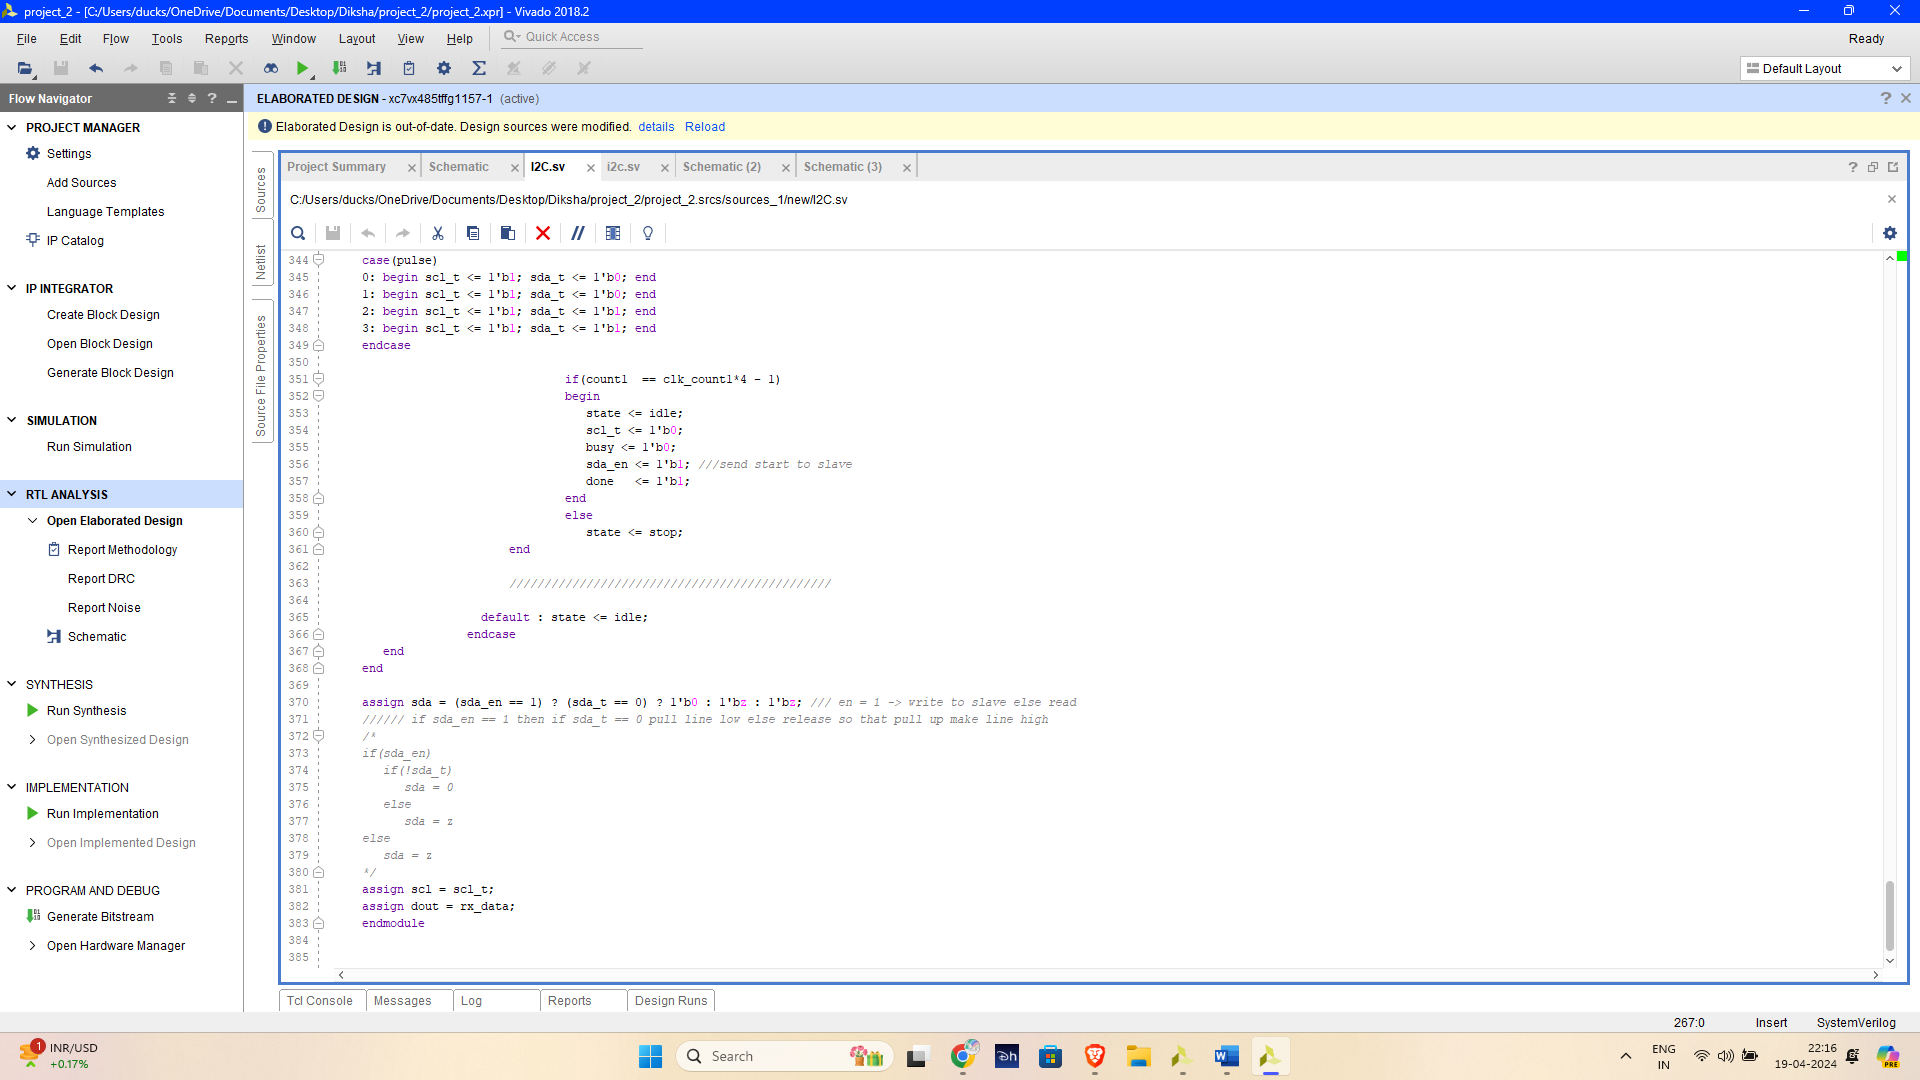 project_2 - [C:/Users/ducks/OneDrive/Documents/Desktop/Diksha/project_2/project_2.xpr] - Vivado 2018.2
File Edit Flow Tools Reports Window Layout View Help Quick Access
Ready
Default Layout
Flow Navigator
PROJECT MANAGER
Settings
Add Sources
Language Templates
IP Catalog
IP INTEGRATOR
Create Block Design
Open Block Design
Generate Block Design
SIMULATION
Run Simulation
RTL ANALYSIS
Open Elaborated Design
Report Methodology
Report DRC
Report Noise
Schematic
SYNTHESIS
Run Synthesis
Open Synthesized Design
IMPLEMENTATION
Run Implementation
Open Implemented Design
PROGRAM AND DEBUG
Generate Bitstream
Open Hardware Manager
ELABORATED DESIGN - xc7vx485tffg1157-1 (active)
Elaborated Design is out-of-date. Design sources were modified. details Reload
Sources
Netlist
Source File Properties
Project Summary Schematic I2C.sv i2c.sv Schematic (2) Schematic (3)
C:/Users/ducks/OneDrive/Documents/Desktop/Diksha/project_2/project_2.srcs/sources_1/new/I2C.sv
344 case(pulse)
345 0: begin scl_t <= 1'b1; sda_t <= 1'b0; end
346 1: begin scl_t <= 1'b1; sda_t <= 1'b0; end
347 2: begin scl_t <= 1'b1; sda_t <= 1'b1; end
348 3: begin scl_t <= 1'b1; sda_t <= 1'b1; end
349 endcase
350
351 if(count1  == clk_count1*4 - 1)
352 begin
353 state <= idle;
354 scl_t <= 1'b0;
355 busy <= 1'b0;
356 sda_en <= 1'b1; ///send start to slave
357 done   <= 1'b1;
358 end
359 else
360 state <= stop;
361 end
362
363 //////////////////////////////////////////////
364
365 default : state <= idle;
366 endcase
367 end
368 end
369
370 assign sda = (sda_en == 1) ? (sda_t == 0) ? 1'b0 : 1'bz : 1'bz; /// en = 1 -> write to slave else read
371 ////// if sda_en == 1 then if sda_t == 0 pull line low else release so that pull up make line high
372 /*
373 if(sda_en)
374 if(!sda_t)
375 sda = 0
376 else
377 sda = z
378 else
379 sda = z
380 */
381 assign scl = scl_t;
382 assign dout = rx_data;
383 endmodule
384
385
Tcl Console Messages Log Reports Design Runs
267:0 Insert SystemVerilog
1
INR/USD
+0.17%
Search
ENG
IN
22:16
19-04-2024
PRE